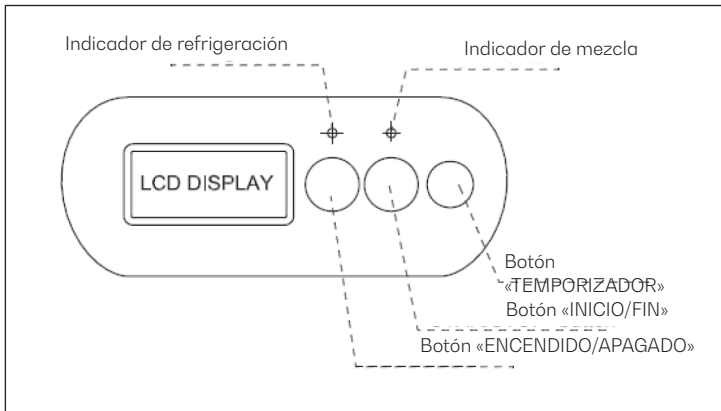 Indicador de refrigeración
Indicador de mezcla
LCD DISPLAY
Botón
«TEMPORIZADOR»
Botón «INICIO/FIN»
Botón «ENCENDIDO/APAGADO»